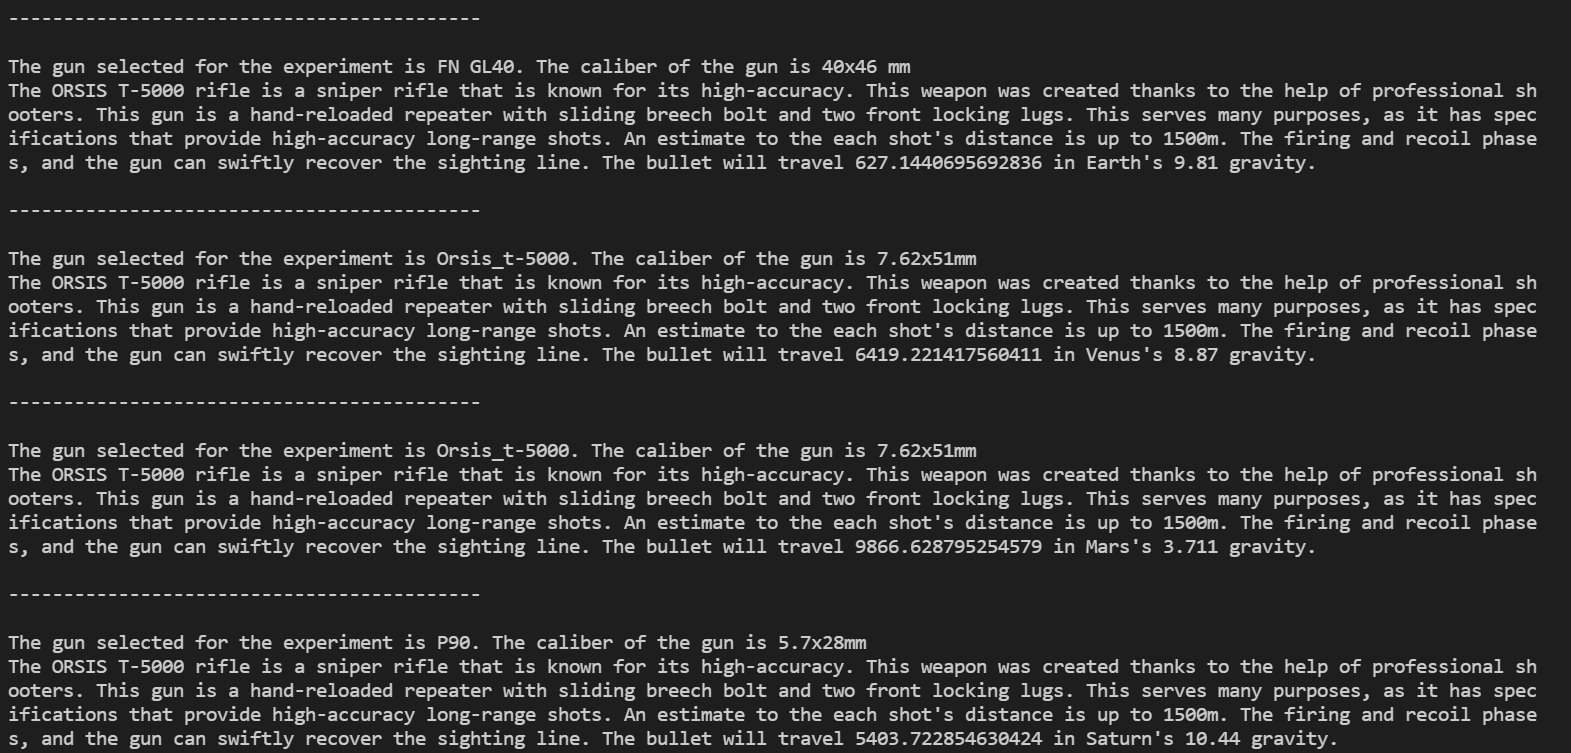 -------------------------------------------
The gun selected for the experiment is FN GL40. The caliber of the gun is 40x46 mm
The ORSIS T-5000 rifle is a sniper rifle that is known for its high-accuracy. This weapon was created thanks to the help of professional sh
ooters. This gun is a hand-reloaded repeater with sliding breech bolt and two front locking lugs. This serves many purposes, as it has spec
ifications that provide high-accuracy long-range shots. An estimate to the each shot's distance is up to 1500m. The firing and recoil phase
s, and the gun can swiftly recover the sighting line. The bullet will travel 627.1440695692836 in Earth's 9.81 gravity.
-------------------------------------------
The gun selected for the experiment is Orsis_t-5000. The caliber of the gun is 7.62x51mm
The ORSIS T-5000 rifle is a sniper rifle that is known for its high-accuracy. This weapon was created thanks to the help of professional sh
ooters. This gun is a hand-reloaded repeater with sliding breech bolt and two front locking lugs. This serves many purposes, as it has spec
ifications that provide high-accuracy long-range shots. An estimate to the each shot's distance is up to 1500m. The firing and recoil phase
s, and the gun can swiftly recover the sighting line. The bullet will travel 6419.221417560411 in Venus's 8.87 gravity.
-------------------------------------------
The gun selected for the experiment is Orsis_t-5000. The caliber of the gun is 7.62x51mm
The ORSIS T-5000 rifle is a sniper rifle that is known for its high-accuracy. This weapon was created thanks to the help of professional sh
ooters. This gun is a hand-reloaded repeater with sliding breech bolt and two front locking lugs. This serves many purposes, as it has spec
ifications that provide high-accuracy long-range shots. An estimate to the each shot's distance is up to 1500m. The firing and recoil phase
s, and the gun can swiftly recover the sighting line. The bullet will travel 9866.628795254579 in Mars's 3.711 gravity.
-------------------------------------------
The gun selected for the experiment is P90. The caliber of the gun is 5.7x28mm
The ORSIS T-5000 rifle is a sniper rifle that is known for its high-accuracy. This weapon was created thanks to the help of professional sh
ooters. This gun is a hand-reloaded repeater with sliding breech bolt and two front locking lugs. This serves many purposes, as it has spec
ifications that provide high-accuracy long-range shots. An estimate to the each shot's distance is up to 1500m. The firing and recoil phase
s, and the gun can swiftly recover the sighting line. The bullet will travel 5403.722854630424 in Saturn's 10.44 gravity.